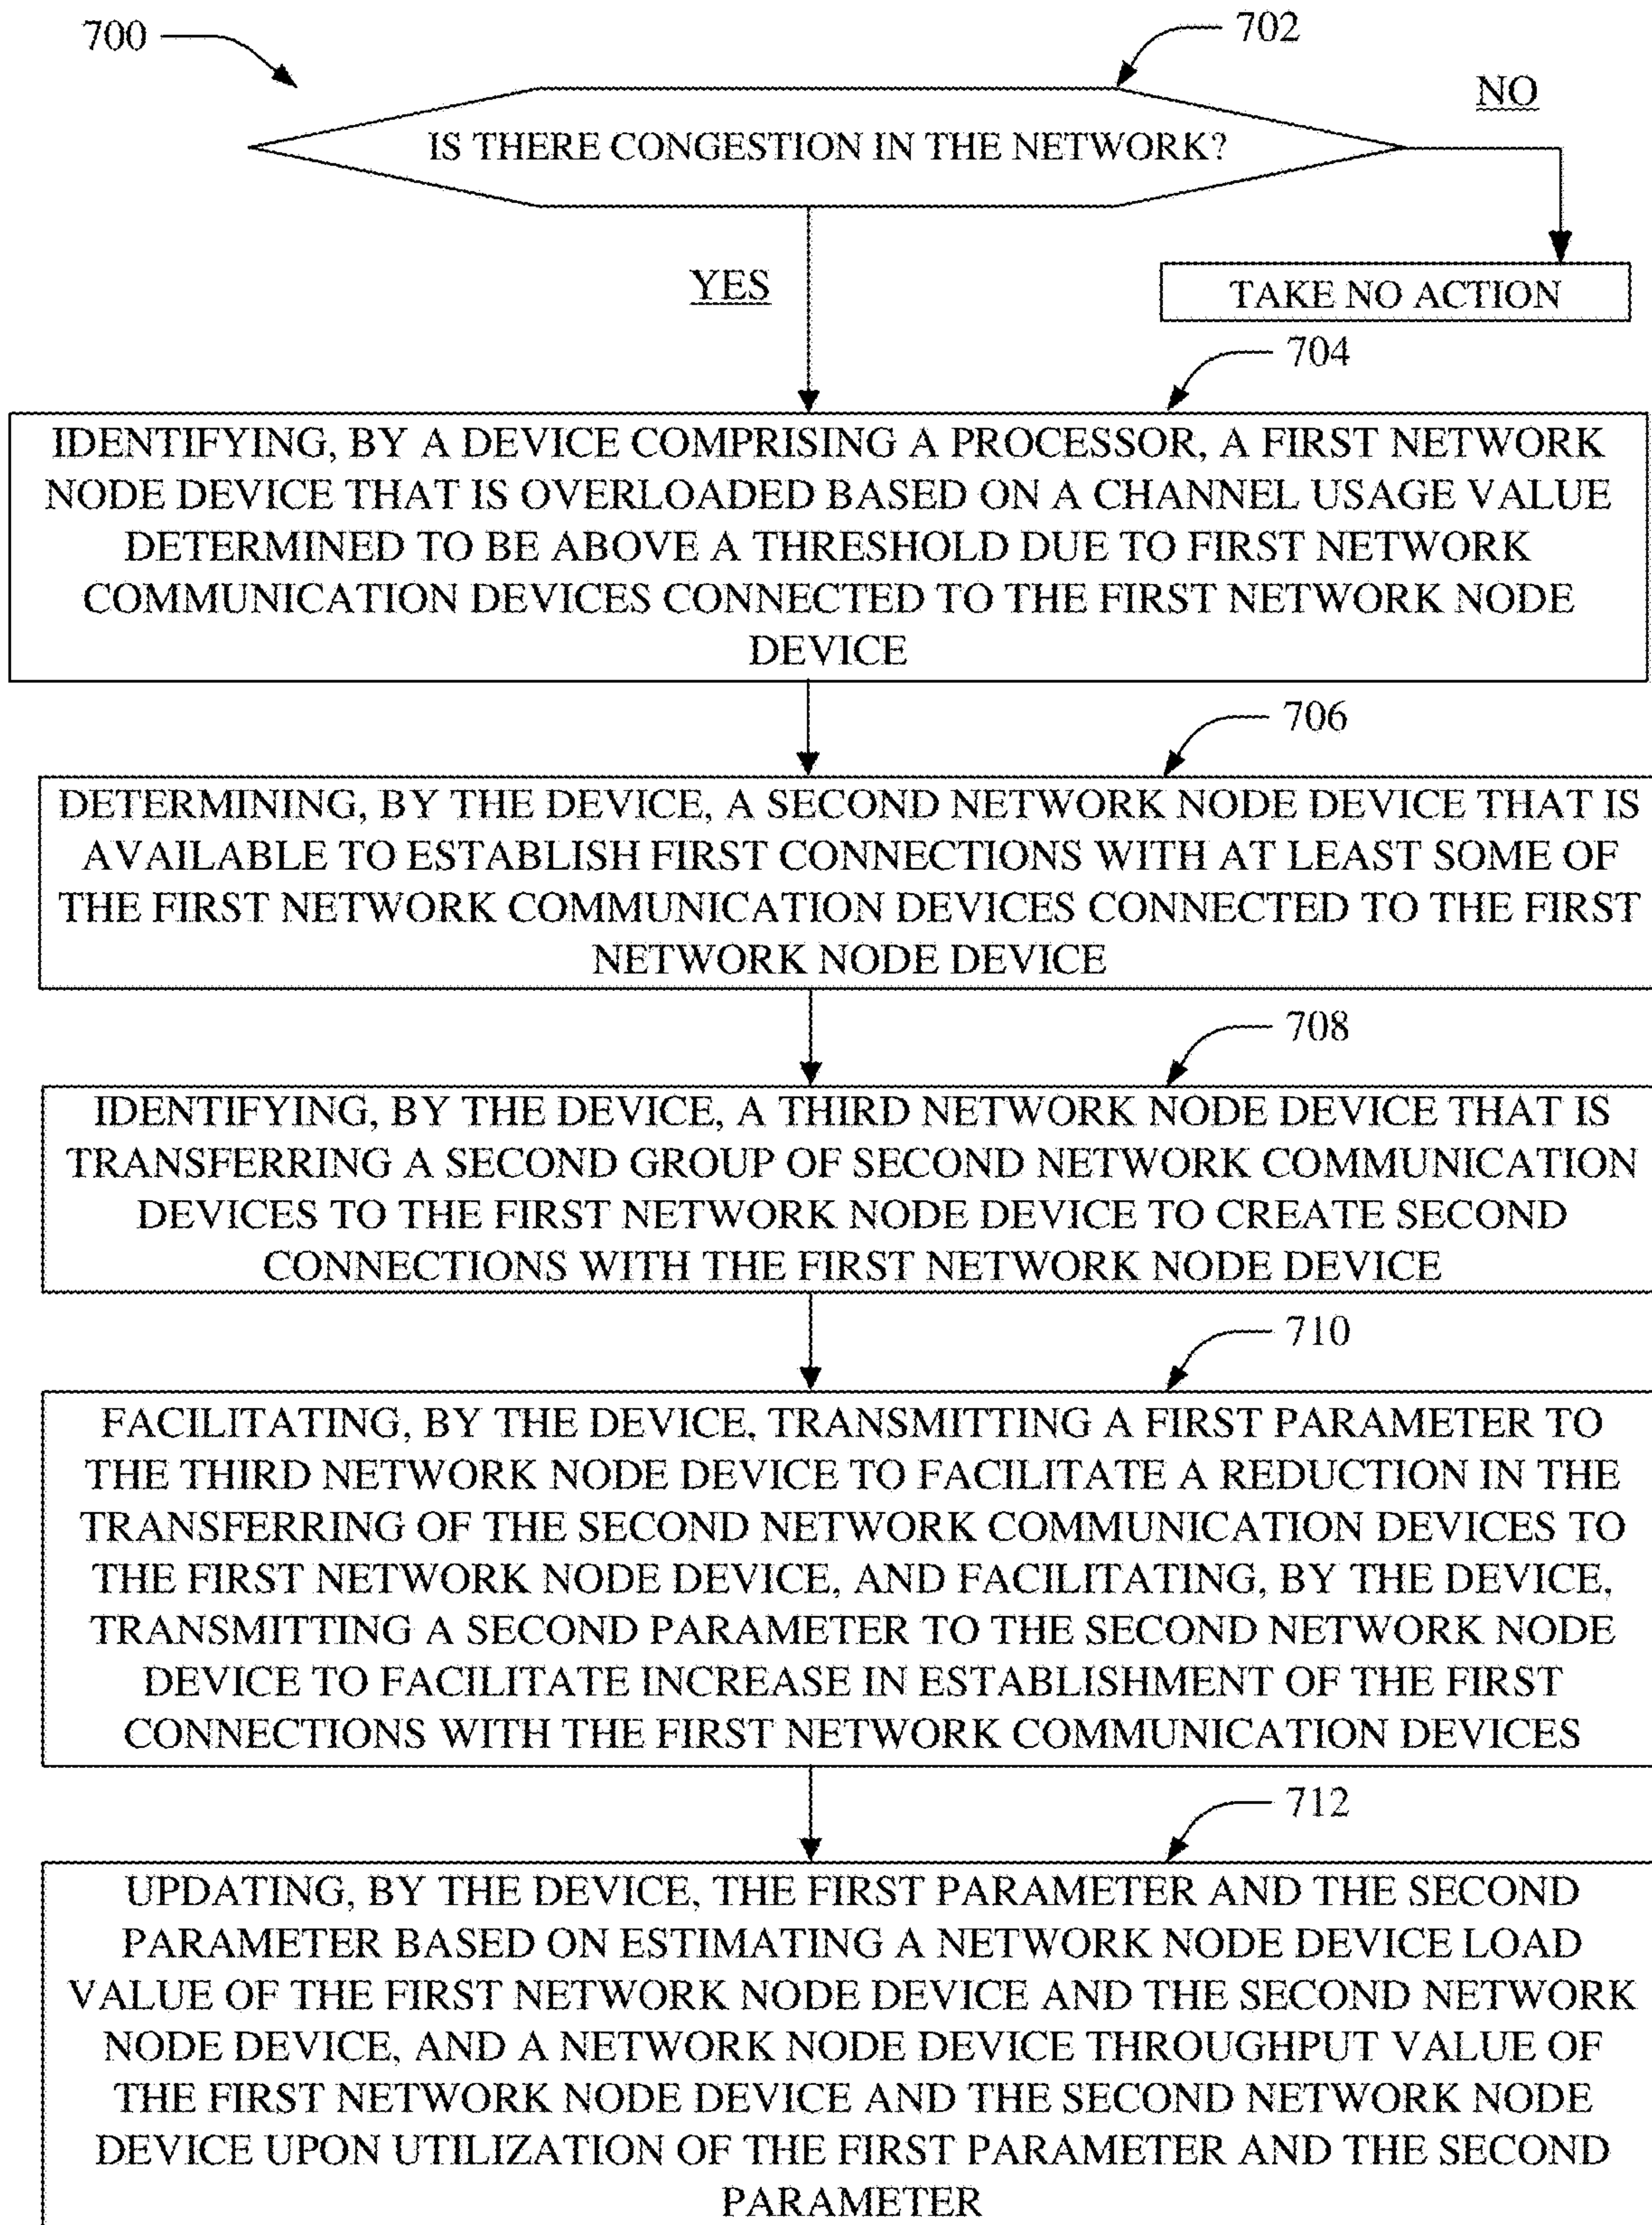 700
702
NO
IS THERE CONGESTION IN THE NETWORK?
YES
TAKE NO ACTION
704
IDENTIFYING, BY A DEVICE COMPRISING A PROCESSOR, A FIRST NETWORK
NODE DEVICE THAT IS OVERLOADED BASED ON A CHANNEL USAGE VALUE
DETERMINED TO BE ABOVE A THRESHOLD DUE TO FIRST NETWORK
COMMUNICATION DEVICES CONNECTED TO THE FIRST NETWORK NODE
DEVICE
706
DETERMINING, BY THE DEVICE, A SECOND NETWORK NODE DEVICE THAT IS
AVAILABLE TO ESTABLISH FIRST CONNECTIONS WITH AT LEAST SOME OF
THE FIRST NETWORK COMMUNICATION DEVICES CONNECTED TO THE FIRST
NETWORK NODE DEVICE
708
IDENTIFYING, BY THE DEVICE, A THIRD NETWORK NODE DEVICE THAT IS
TRANSFERRING A SECOND GROUP OF SECOND NETWORK COMMUNICATION
DEVICES TO THE FIRST NETWORK NODE DEVICE TO CREATE SECOND
CONNECTIONS WITH THE FIRST NETWORK NODE DEVICE
710
FACILITATING, BY THE DEVICE, TRANSMITTING A FIRST PARAMETER TO
THE THIRD NETWORK NODE DEVICE TO FACILITATE A REDUCTION IN THE
TRANSFERRING OF THE SECOND NETWORK COMMUNICATION DEVICES TO
THE FIRST NETWORK NODE DEVICE, AND FACILITATING, BY THE DEVICE,
TRANSMITTING A SECOND PARAMETER TO THE SECOND NETWORK NODE
DEVICE TO FACILITATE INCREASE IN ESTABLISHMENT OF THE FIRST
CONNECTIONS WITH THE FIRST NETWORK COMMUNICATION DEVICES
712
UPDATING, BY THE DEVICE, THE FIRST PARAMETER AND THE SECOND
PARAMETER BASED ON ESTIMATING A NETWORK NODE DEVICE LOAD
VALUE OF THE FIRST NETWORK NODE DEVICE AND THE SECOND NETWORK
NODE DEVICE, AND A NETWORK NODE DEVICE THROUGHPUT VALUE OF
THE FIRST NETWORK NODE DEVICE AND THE SECOND NETWORK NODE
DEVICE UPON UTILIZATION OF THE FIRST PARAMETER AND THE SECOND
PARAMETER